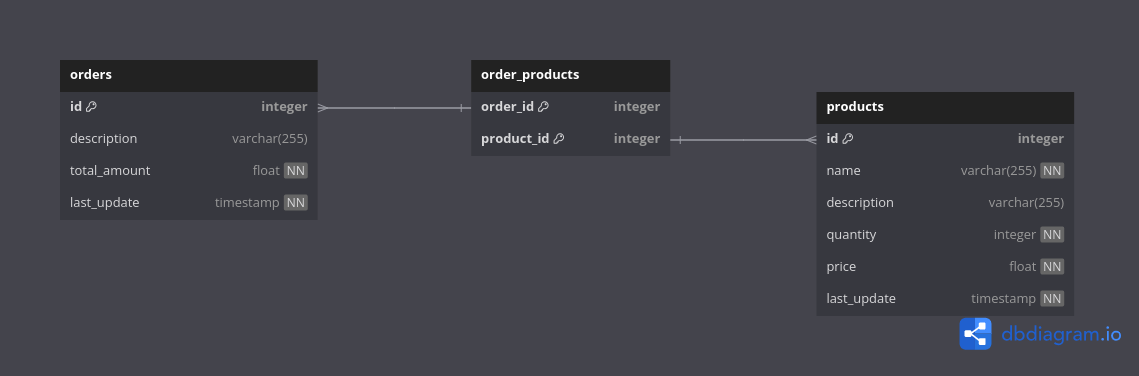 orders
id integer
description varchar(255)
total_amount float NN
last_update timestamp NN
order_products
order_id integer
product_id integer
products
id integer
name varchar(255) NN
description varchar(255)
quantity integer NN
price float NN
last_update timestamp NN
dbdiagram.io